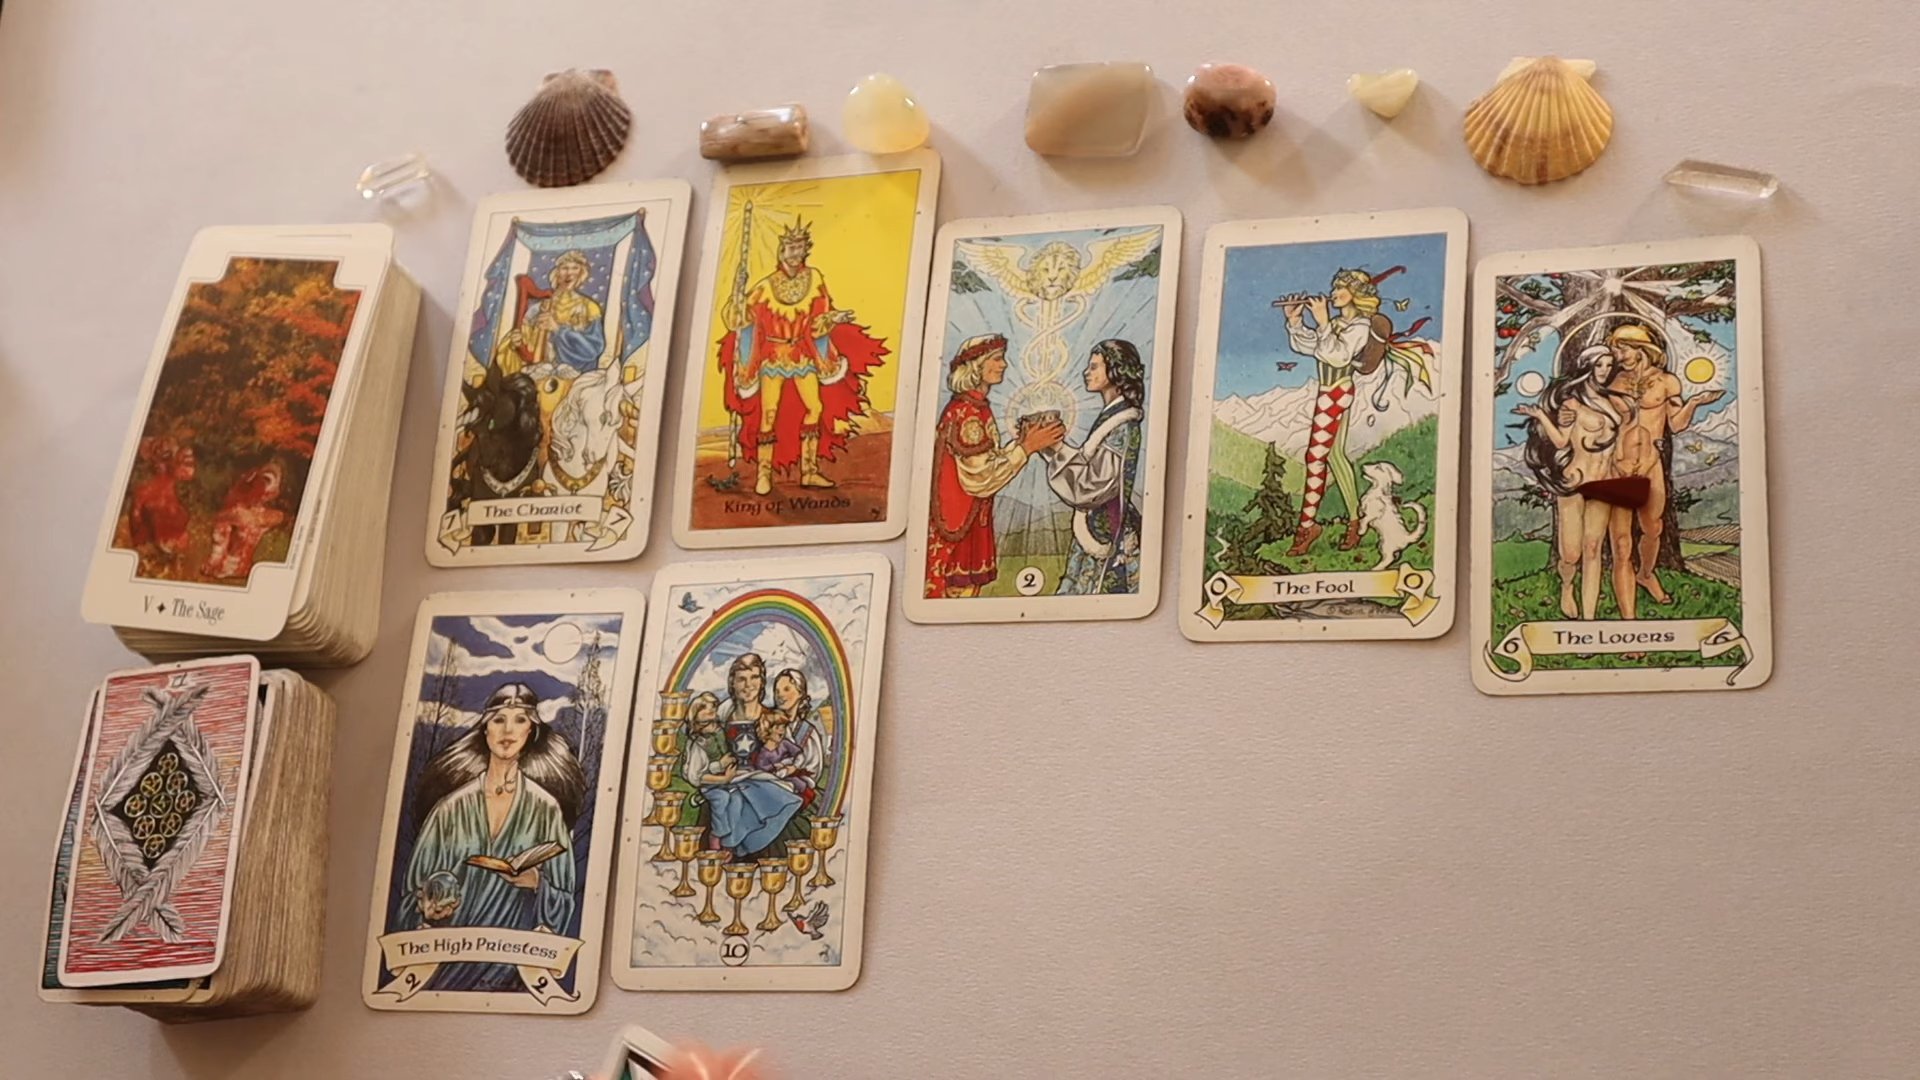 V ♦ The Sage
7 The Chariot 7
King of Wands
2
0 The Fool 0
The Lovers
6 6
The High Priestess
2 2
10